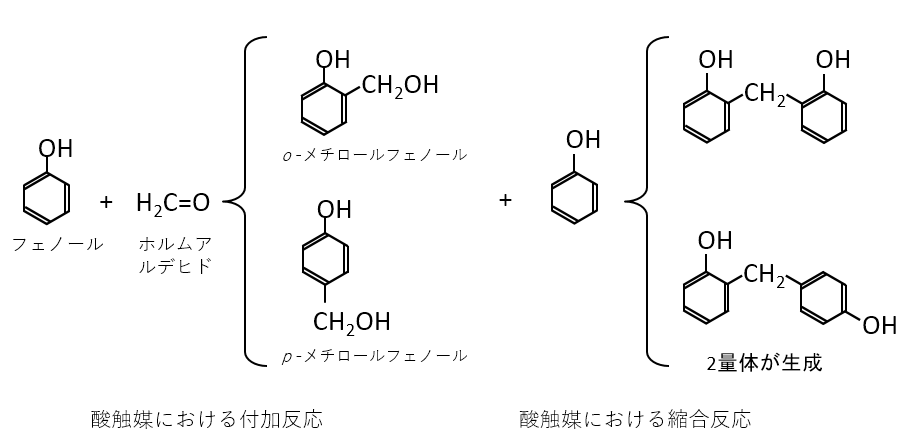 OH
+
H2C=O
フェノール
ホルムア
ルデヒド
OH
CH2OH
o-メチロールフェノール
OH
CH2OH
p-メチロールフェノール
+
OH
OH
CH2
OH
OH
CH2
OH
2量体が生成
酸触媒における付加反応
酸触媒における縮合反応